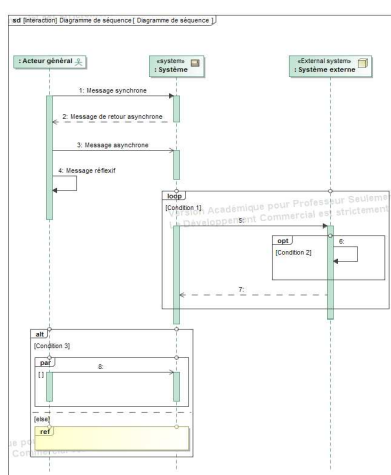 sd [Intéraction] Diagramme de séquence [ Diagramme de séquence ]
: Acteur général
«system»
: Système
«External system»
: Système externe
1: Message synchrone
2: Message de retour asynchrone
3: Message asynchrone
4: Message réflexif
loop
[Condition 1]
Version Académique pour Professeur Seulement
Le Développement Commercial est strictement
5:
opt
6:
[Condition 2]
7:
alt
[Condition 3]
par
8:
[ ]
[else]
ref